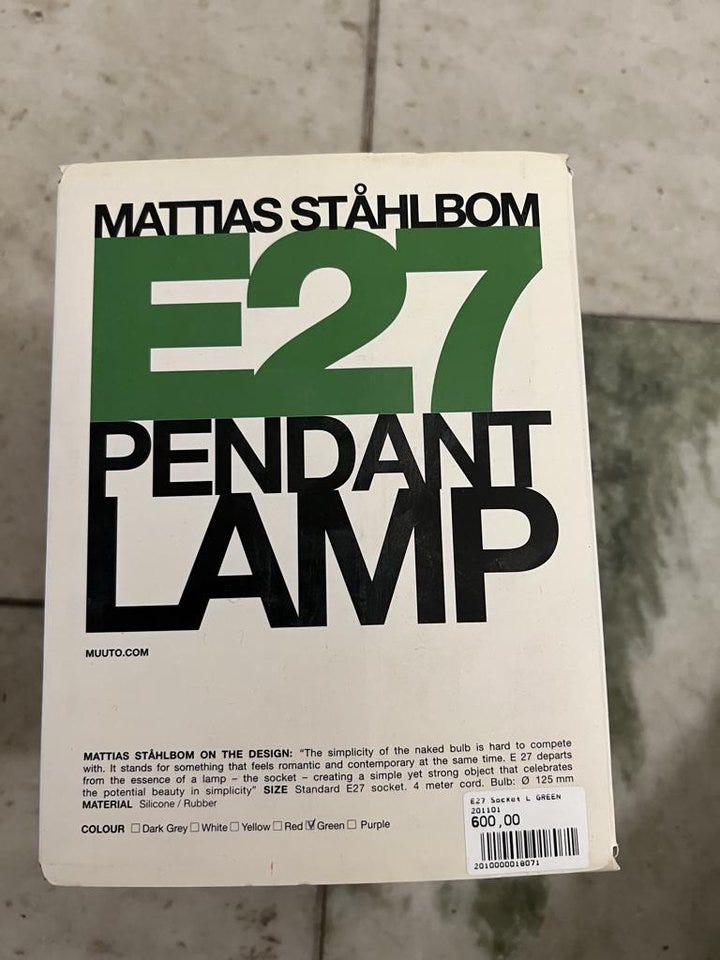 MATTIAS STÅHLBOM
E27
PENDANT
LAMP
MUUTO.COM
MATTIAS STÅHLBOM ON THE DESIGN: "The simplicity of the naked bulb is hard to compete
with. It stands for something that feels romantic and contemporary at the same time. E 27 departs
from the essence of a lamp – the socket – creating a simple yet strong object that celebrates
the potential beauty in simplicity" SIZE Standard E27 socket. 4 meter cord. Bulb: Ø 125 mm
MATERIAL Silicone / Rubber
COLOUR ☐ Dark Grey ☐ White ☐ Yellow ☐ Red ☑ Green ☐ Purple
E27 Socket L GREEN
201101
600,00
2010000018071